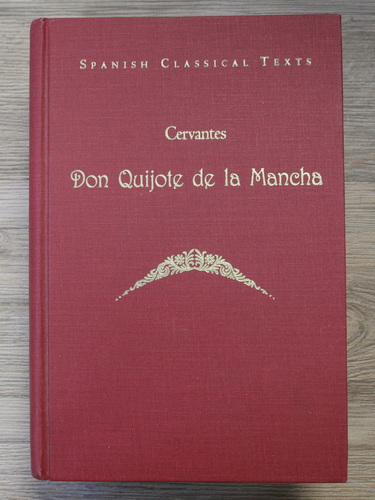 Spanish Classical Texts
Cervantes
Don Quijote de la Mancha